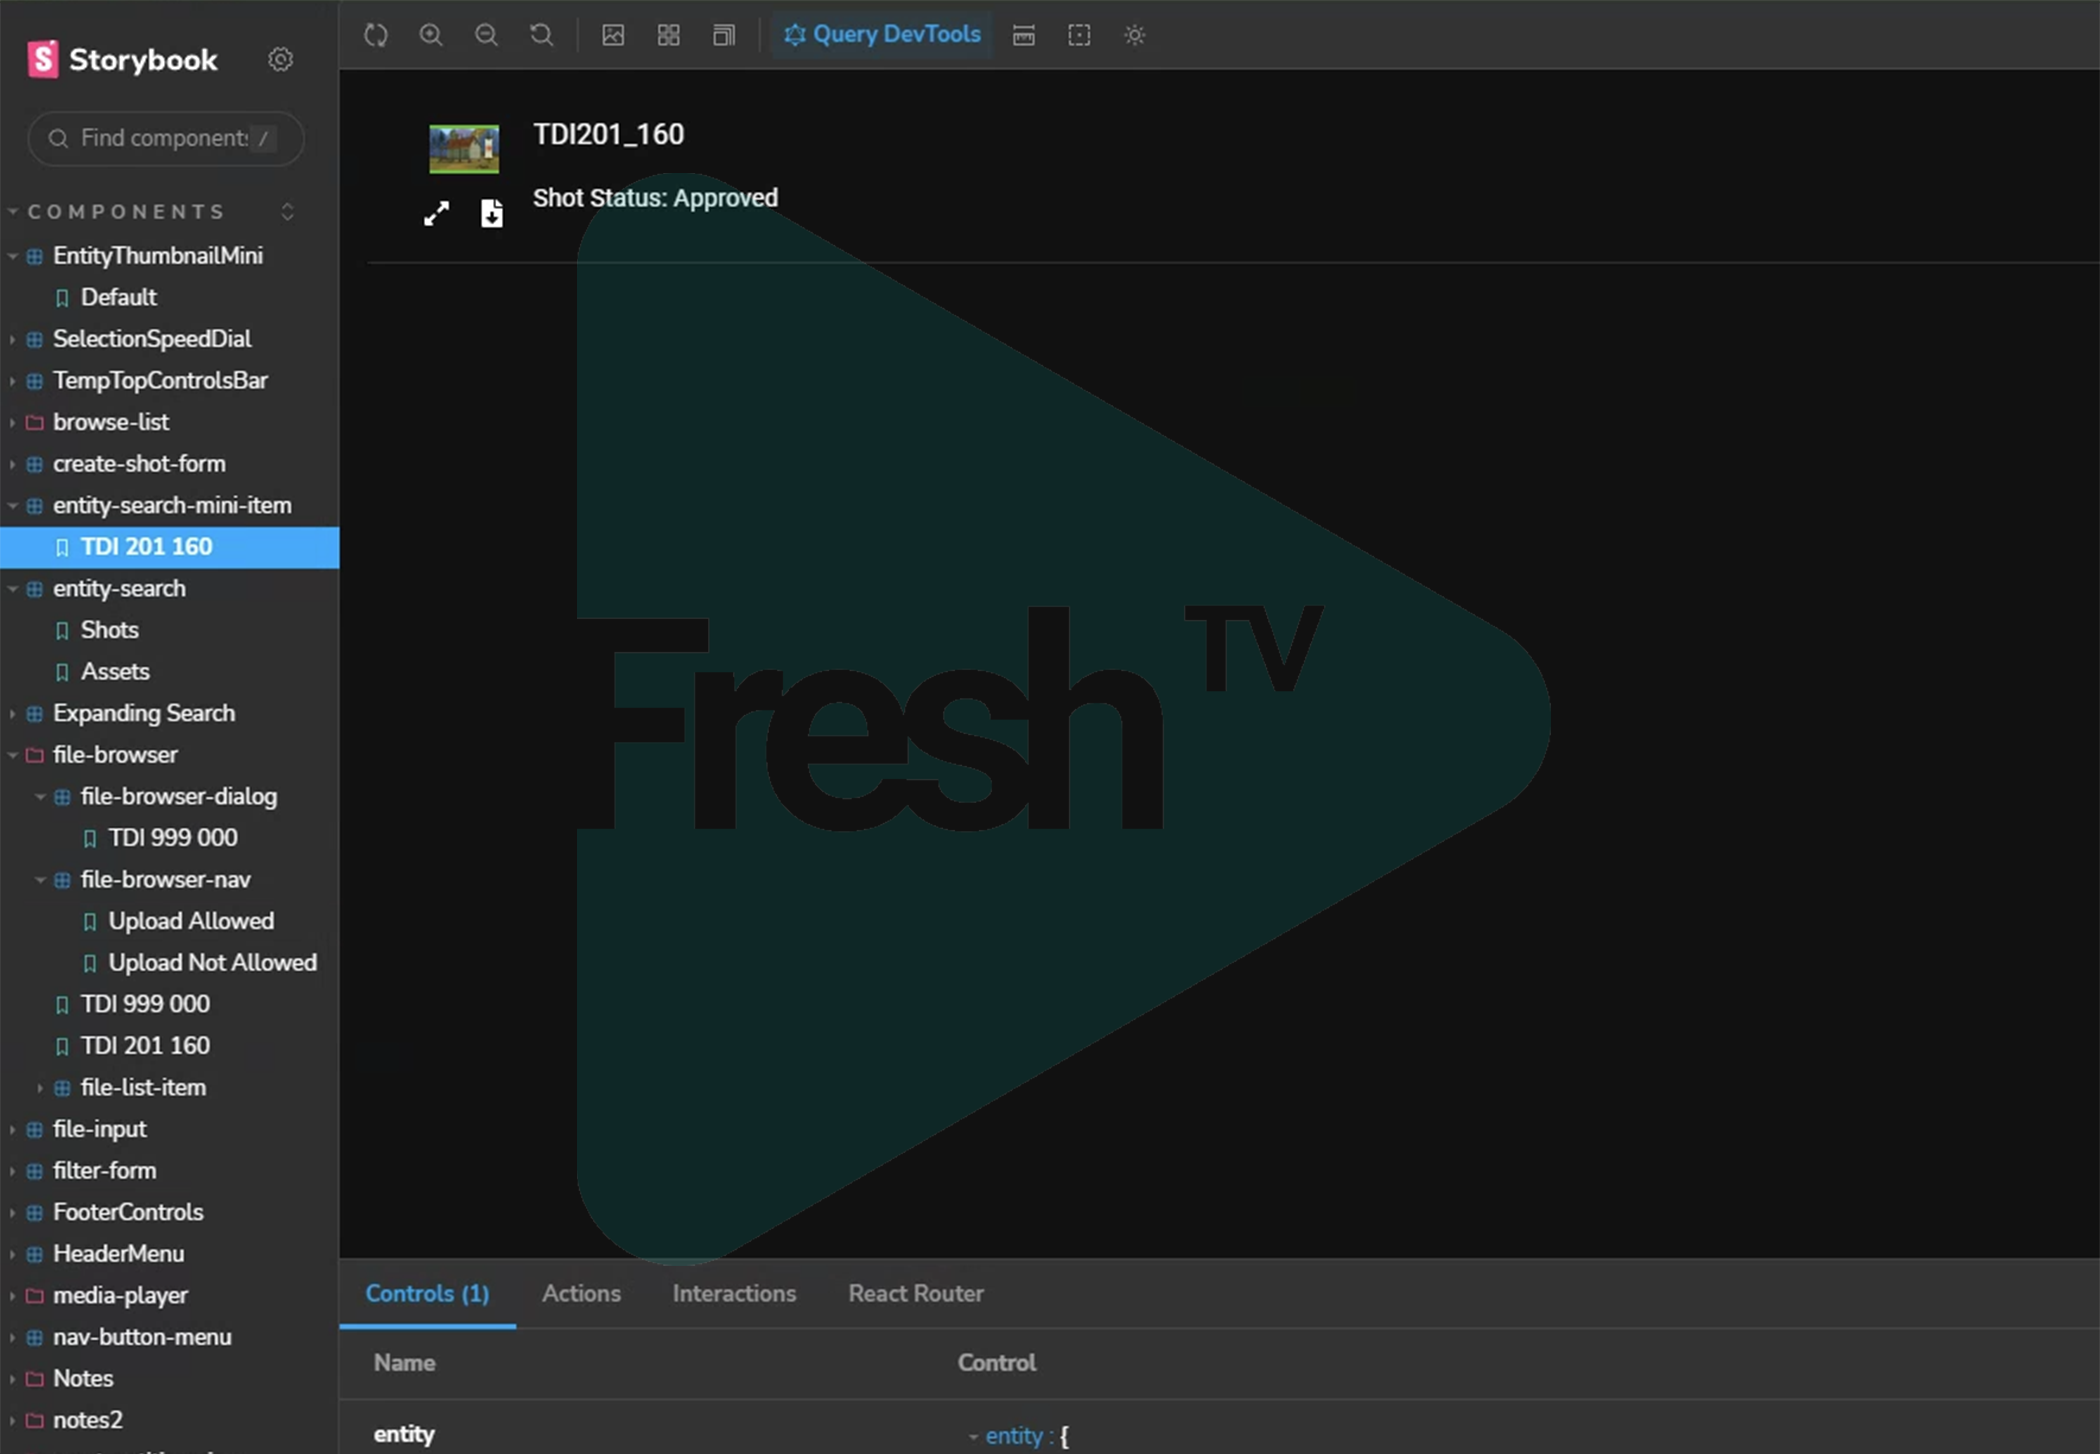 Storybook
Find component
/
COMPONENTS
EntityThumbnailMini
Default
SelectionSpeedDial
TempTopControlsBar
browse-list
create-shot-form
entity-search-mini-item
TDI 201 160
entity-search
Shots
Assets
Expanding Search
file-browser
file-browser-dialog
TDI 999 000
file-browser-nav
Upload Allowed
Upload Not Allowed
TDI 999 000
TDI 201 160
file-list-item
file-input
filter-form
FooterControls
HeaderMenu
media-player
nav-button-menu
Notes
notes2
Query DevTools
TDI201_160
Shot Status: Approved
Fresh TV
Controls (1) Actions Interactions React Router
Name Control
entity entity : {